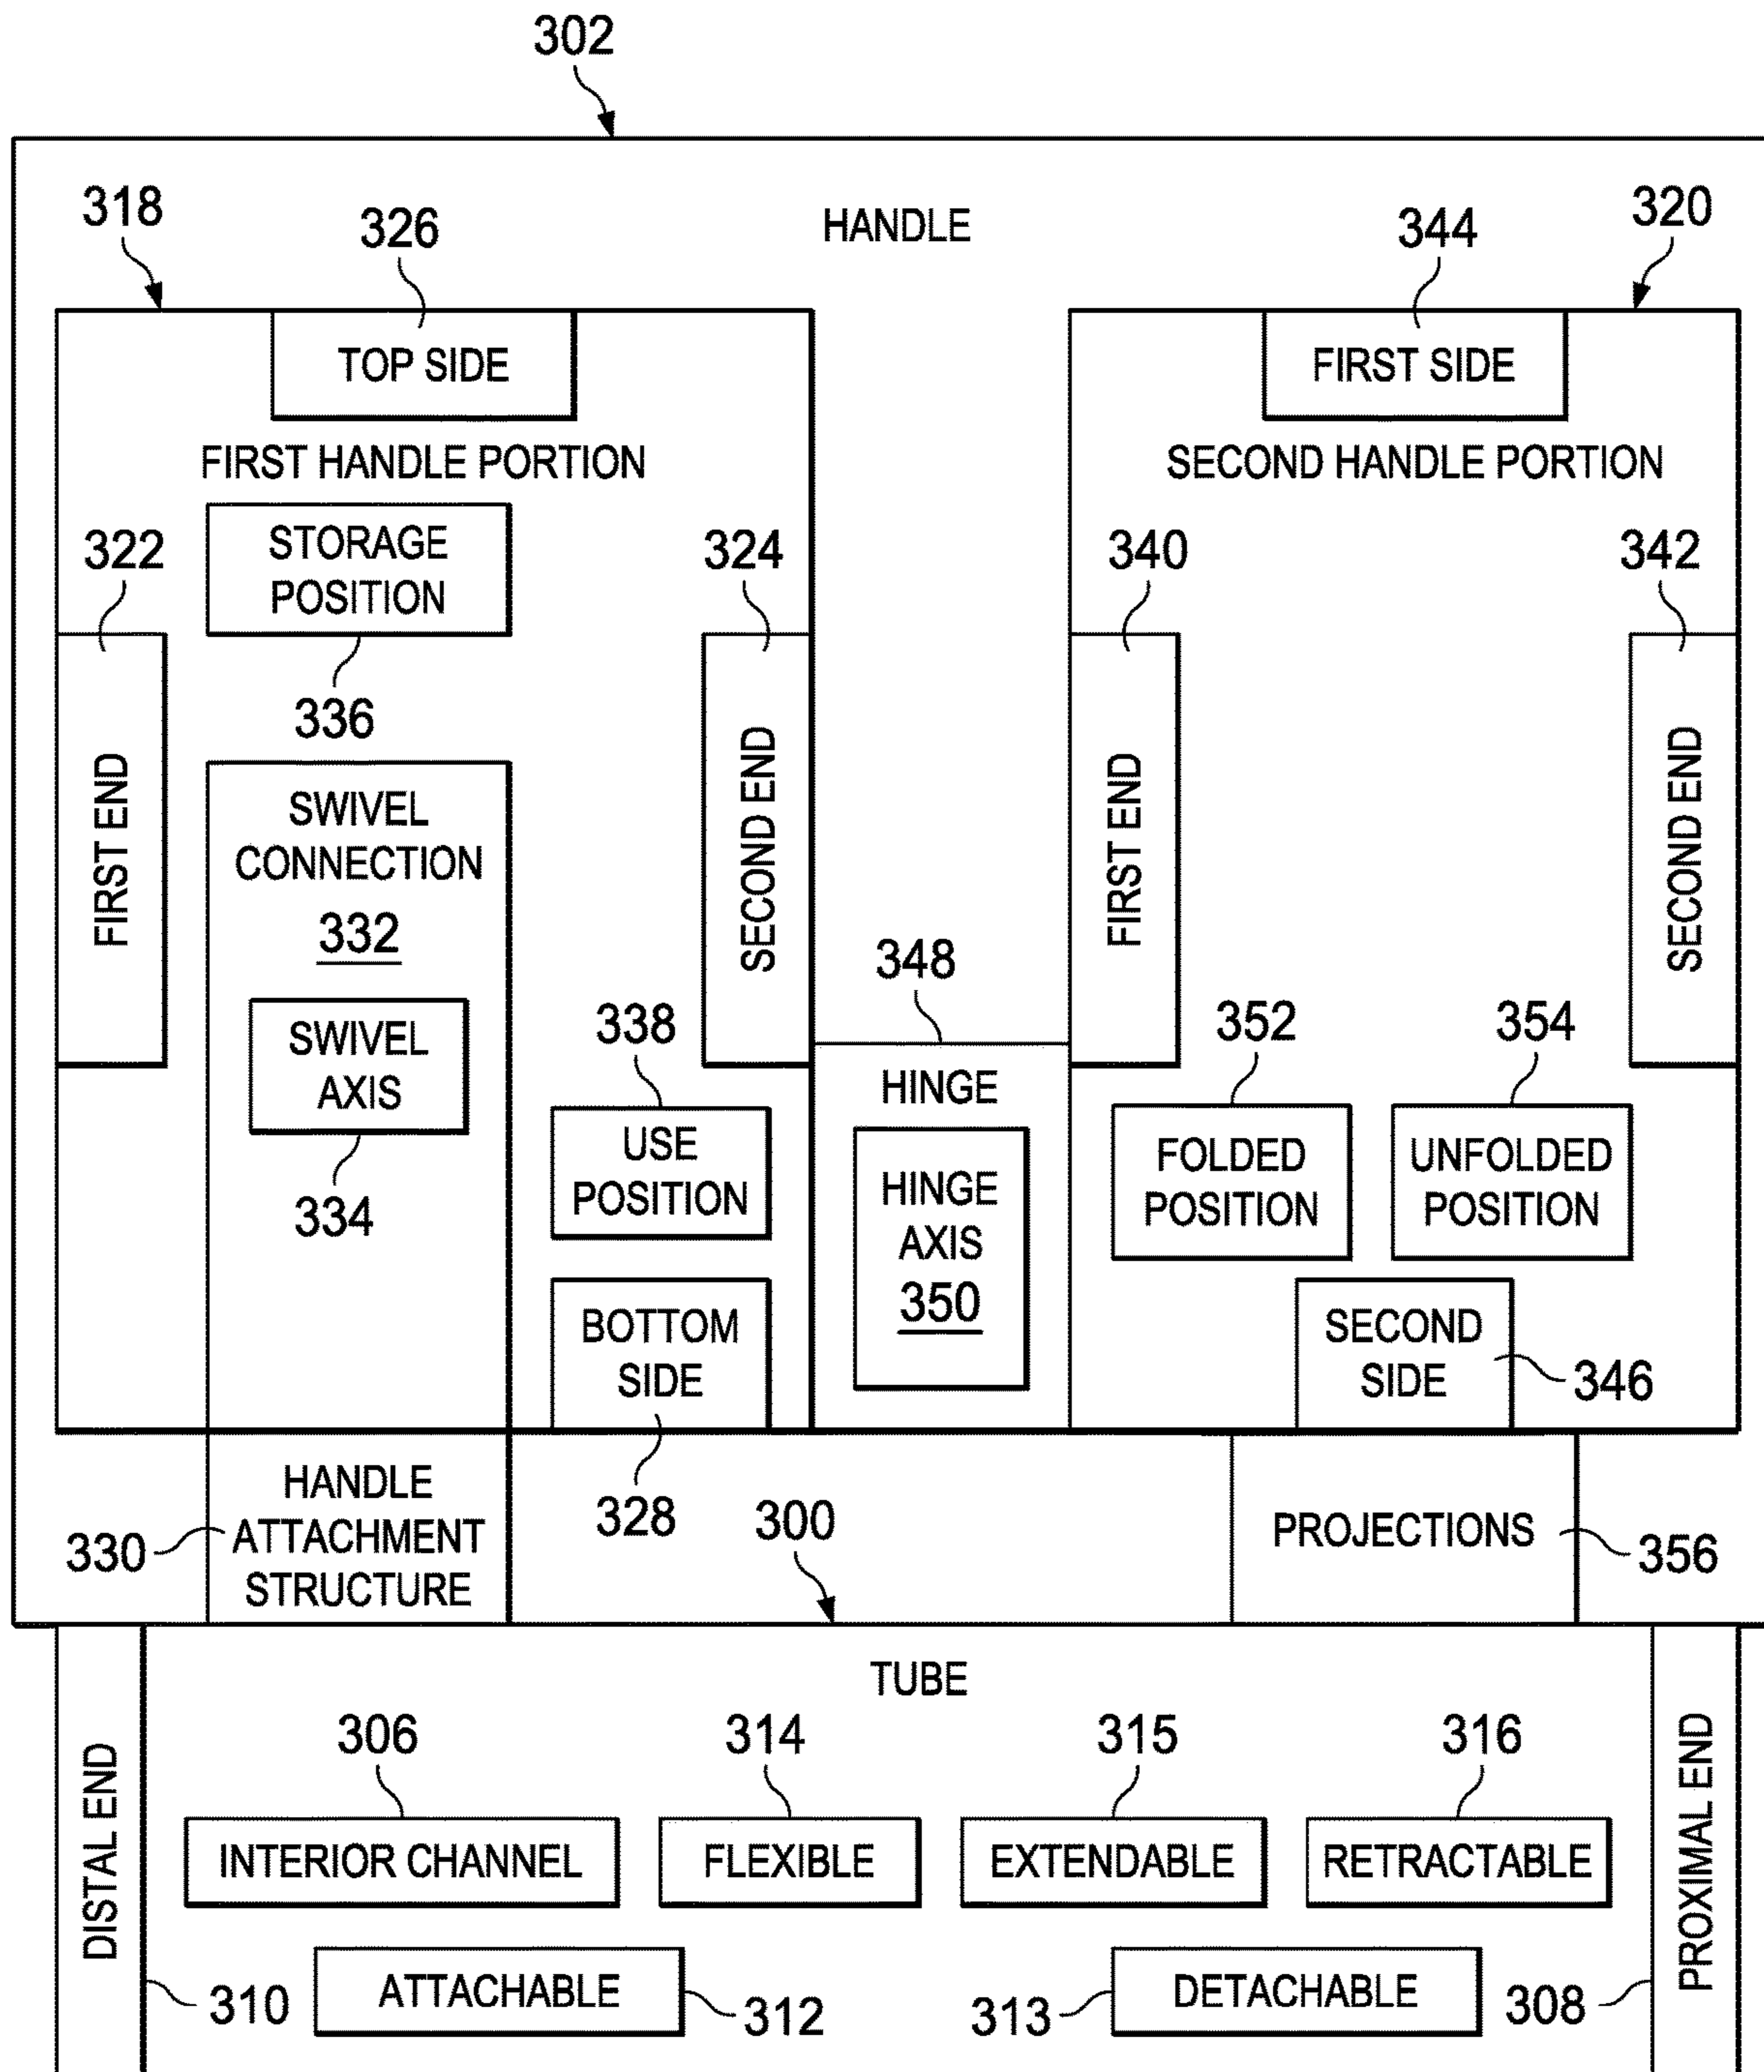 302
HANDLE
318
326
344
320
TOP SIDE
FIRST SIDE
FIRST HANDLE PORTION
SECOND HANDLE PORTION
322
STORAGE
POSITION
324
340
342
336
FIRST END
SWIVEL
CONNECTION
332
SECOND END
FIRST END
SECOND END
348
SWIVEL
AXIS
334
338
USE
POSITION
HINGE
HINGE
AXIS
350
352
354
FOLDED
POSITION
UNFOLDED
POSITION
BOTTOM
SIDE
328
SECOND
SIDE
346
HANDLE
ATTACHMENT
STRUCTURE
330
300
PROJECTIONS
356
TUBE
306
314
315
316
DISTAL END
INTERIOR CHANNEL
FLEXIBLE
EXTENDABLE
RETRACTABLE
PROXIMAL END
310
ATTACHABLE
312
313
DETACHABLE
308